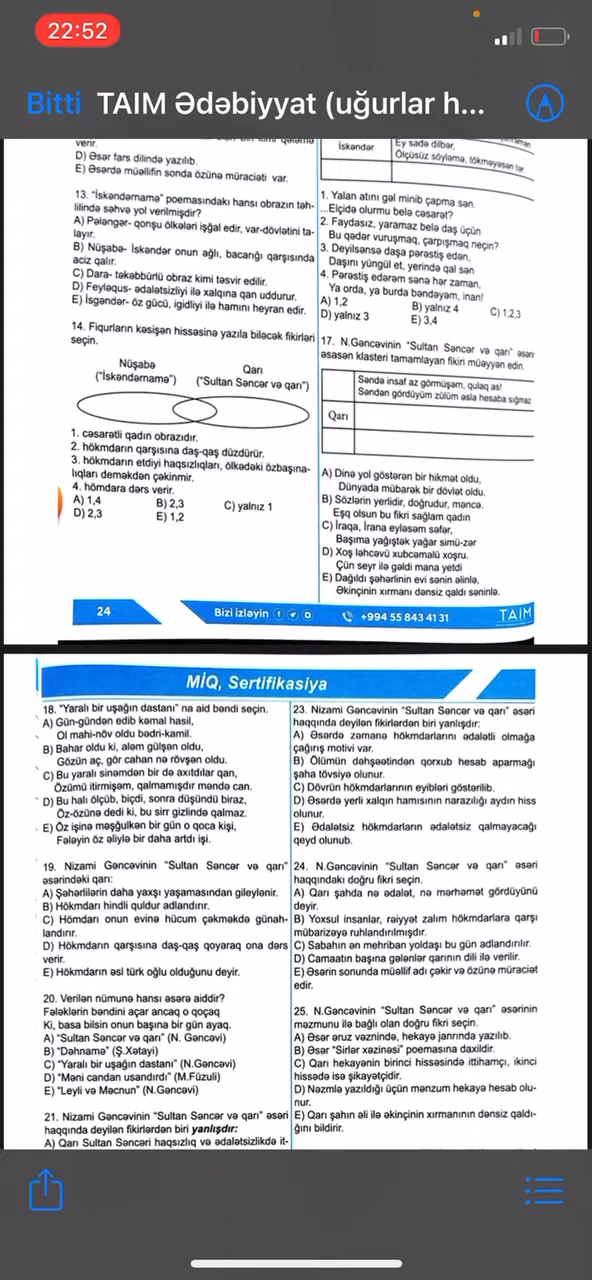 22:52
Bitti TAIM Ədəbiyyat (uğurlar h...
verir.
D) Əsər fars dilində yazılıb.
E) Əsərdə müəllifin sonda özünə müraciəti var.
13. "İskəndərnamə" poemasındakı hansı obrazın təh-
lilində səhvə yol verilmişdir?
A) Pələngər- qonşu ölkələri işğal edir, var-dövlətini ta-
layır.
B) Nüşabə- İskəndər onun ağlı, bacarığı qarşısında
aciz qalır.
C) Dara- təkəbbürlü obraz kimi təsvir edilir.
D) Feyləqus- ədalətsizliyi ilə xalqına qan uddurur.
E) İsgəndər- öz gücü, igidliyi ilə hamını heyran edir.
14. Fiqurların kəsişən hissəsinə yazıla biləcək fikirləri
seçin.
Nüşabə
("İskəndərnamə")
Qarı
("Sultan Səncər və qarı")
1. cəsarətli qadın obrazıdır.
2. hökmdarın qarşısına daş-qaş düzdürür.
3. hökmdarın etdiyi haqsızlıqları, ölkədəki özbaşına-
lıqları deməkdən çəkinmir.
4. hömdara dərs verir.
A) 1,4 B) 2,3 C) yalnız 1
D) 2,3 E) 1,2
İskəndər
Ey sadə dilbər,
Ölçüsüz söyləmə, tökməyəsən tər
1. Yalan atını gəl minib çapma sən.
...Elçidə olurmu belə cəsarət?
2. Faydasız, yaramaz belə daş üçün
Bu qədər vuruşmaq, çarpışmaq neçin?
3. Deyilsənsə daşa pərəstiş edən,
Daşını yüngül et, yerində qal sən
4. Pərəstiş edərəm sənə hər zaman,
Ya orda, ya burda bəndəyəm, inan!
A) 1,2 B) yalnız 4 C) 1,2,3
D) yalnız 3 E) 3,4
17. N.Gəncəvinin "Sultan Səncər və qarı" əsəri
əsasən klasteri tamamlayan fikiri müəyyən edin.
Qarı
Səndə insaf az görmüşəm, qulaq as!
Səndən gördüyüm zülüm əsla hesaba sığmaz.
A) Dinə yol göstərən bir hikmət oldu,
Dünyada mübarək bir dövlət oldu.
B) Sözlərin yerlidir, doğrudur, məncə.
Eşq olsun bu fikri sağlam qadın
C) İraqa, İrana eyləsəm səfər,
Başıma yağıştək yağar simü-zər
D) Xoş ləhcəvü xubcəmalü xoşru.
Çün seyr ilə gəldi mana yetdi
E) Dağıldı şəhərlinin evi sənin əlinlə,
Əkinçinin xırmanı dənsiz qaldı səninlə.
24
Bizi izləyin
+994 55 843 41 31
TAIM
MİQ, Sertifikasiya
18. "Yaralı bir uşağın dastanı" na aid bəndi seçin.
A) Gün-gündən edib kəmal hasil,
Ol mahi-növ oldu bədri-kamil.
B) Bahar oldu ki, aləm gülşən oldu,
Gözün aç, gör cahan nə rövşən oldu.
C) Bu yaralı sinəmdən bir də axıtdılar qan,
Özümü itirmişəm, qalmamışdır məndə can.
D) Bu halı ölçüb, biçdi, sonra düşündü biraz,
Öz-özünə dedi ki, bu sirr gizlində qalmaz.
E) Öz işinə məşğulkən bir gün o qoca kişi,
Fələyin öz əliylə bir daha artdı işi.
19. Nizami Gəncəvinin "Sultan Səncər və qarı"
əsərindəki qarı:
A) Şəhərlilərin daha yaxşı yaşamasından gileylənir.
B) Hökmdarı hindli quldur adlandırır.
C) Hömdarı onun evinə hücum çəkməkdə günah-
landırır.
D) Hökmdarın qarşısına daş-qaş qoyaraq ona dərs
verir.
E) Hökmdarın əsl türk oğlu olduğunu deyir.
20. Verilən nümunə hansı əsərə aiddir?
Fələklərin bəndini açar ancaq o qoçaq
Ki, basa bilsin onun başına bir gün ayaq.
A) "Sultan Səncər və qarı" (N. Gəncəvi)
B) "Dəhnamə" (Ş.Xətayi)
C) "Yaralı bir uşağın dastanı" (N.Gəncəvi)
D) "Məni candan usandırdı" (M.Füzuli)
E) "Leyli və Məcnun" (N.Gəncəvi)
21. Nizami Gəncəvinin "Sultan Səncər və qarı" əsəri
haqqında deyilən fikirlərdən biri yanlışdır:
A) Qarı Sultan Səncəri haqsızlıq və ədalətsizlikdə it-
23. Nizami Gəncəvinin "Sultan Səncər və qarı" əsəri
haqqında deyilən fikirlərdən biri yanlışdır:
A) Əsərdə zəmanə hökmdarlarını ədalətli olmağa
çağırış motivi var.
B) Ölümün dəhşəətindən qorxub hesab aparmağı
şaha tövsiyə olunur.
C) Dövrün hökmdarlarının eyibləri göstərilib.
D) Əsərdə yerli xalqın hamısının narazılığı aydın hiss
olunur.
E) Ədalətsiz hökmdarların ədalətsiz qalmayacağı
qeyd olunub.
24. N.Gəncəvinin "Sultan Səncər və qarı" əsəri
haqqındakı doğru fikri seçin.
A) Qarı şahda nə ədalət, nə mərhəmət gördüyünü
deyir.
B) Yoxsul insanlar, rəiyyət zalım hökmdarlara qarşı
mübarizəyə ruhlandırılmışdır.
C) Sabahın ən mehriban yoldaşı bu gün adlandırılır.
D) Camaatın başına gələnlər qarının dili ilə verilir.
E) Əsərin sonunda müəllif adı çəkir və özünə müraciət
edir.
25. N.Gəncəvinin "Sultan Səncər və qarı" əsərinin
məzmunu ilə bağlı olan doğru fikri seçin.
A) Əsər əruz vəznində, hekayə janrında yazılıb.
B) Əsər "Sirlər xəzinəsi" poemasına daxildir.
C) Qarı hekayənin birinci hissəsində ittihamçı, ikinci
hissədə isə şikayətçidir.
D) Nəzmlə yazıldığı üçün mənzum hekayə hesab olu-
nur.
E) Qarı şahın əli ilə əkinçinin xırmanının dənsiz qaldı-
ğını bildirir.